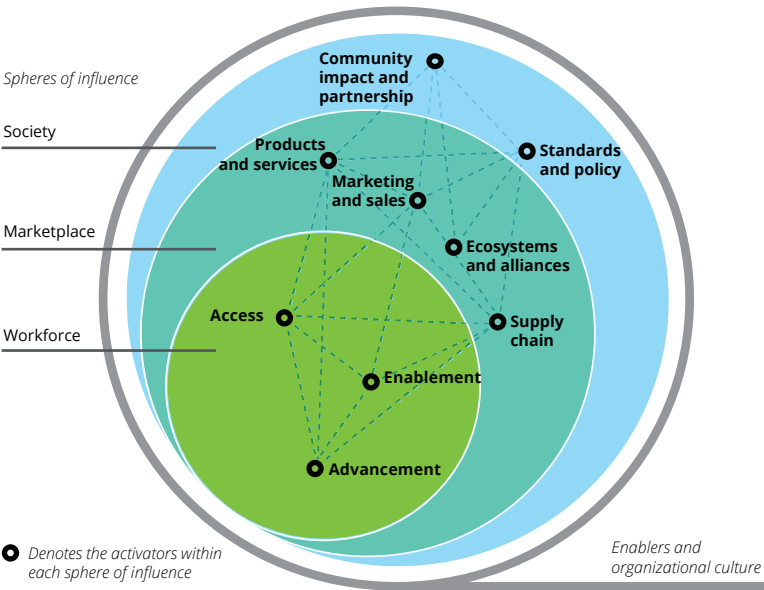 Spheres of influence
Society
Marketplace
Workforce
Community
impact and
partnership
Products
and services
Standards
and policy
Marketing
and sales
Ecosystems
and alliances
Access
Supply
chain
Enablement
Advancement
Denotes the activators within
each sphere of influence
Enablers and
organizational culture